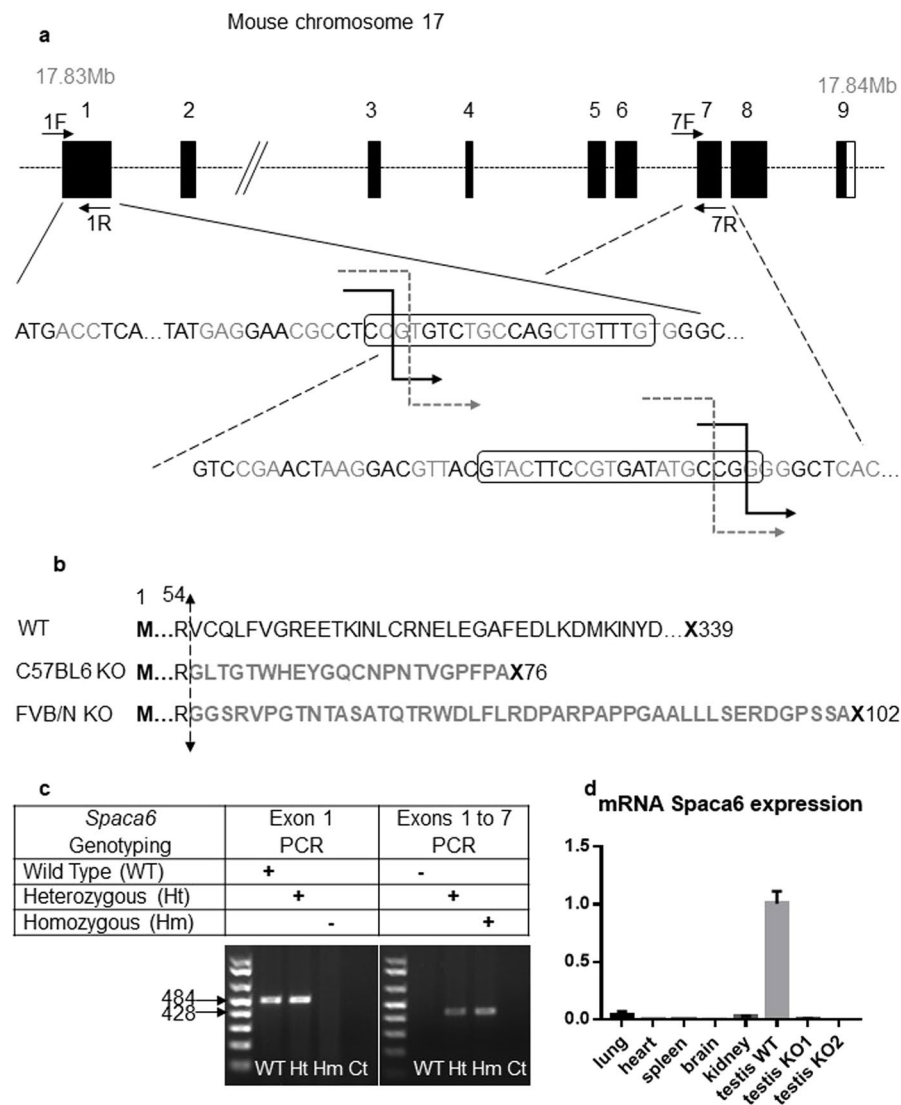 Mouse chromosome 17
a
17.83Mb
17.84Mb
1 2 3 4 5 6 7 8 9
1F 7F
1R 7R
ATGACCTCA...TATGAGGAACGCCTCCCGTGTCTGCCAGCTGTTTGTGGGC...
GTCCGAACTAAGGACGTTACGTACTTCCGTGATATGCCGGGGGCTCAC...
b
1 54
WT M...RVCQLFVGREETKINLCRNELEGAFEDLKDMKINYD...X339
C57BL6 KO M...RGLTGTWHEYGQCNPNTVGPFPAX76
FVB/N KO M...RGGSRVPGTNTASATQTRWDLFLRDPARPAPPGAALLLSERDGPSSAX102
c
Spaca6 Genotyping Exon 1 PCR Exons 1 to 7 PCR
Wild Type (WT) + -
Heterozygous (Ht) + +
Homozygous (Hm) - +
484
428
WT Ht Hm Ct WT Ht Hm Ct
d
mRNA Spaca6 expression
1.5
1.0
0.5
0.0
lung heart spleen brain kidney testis WT testis KO1 testis KO2